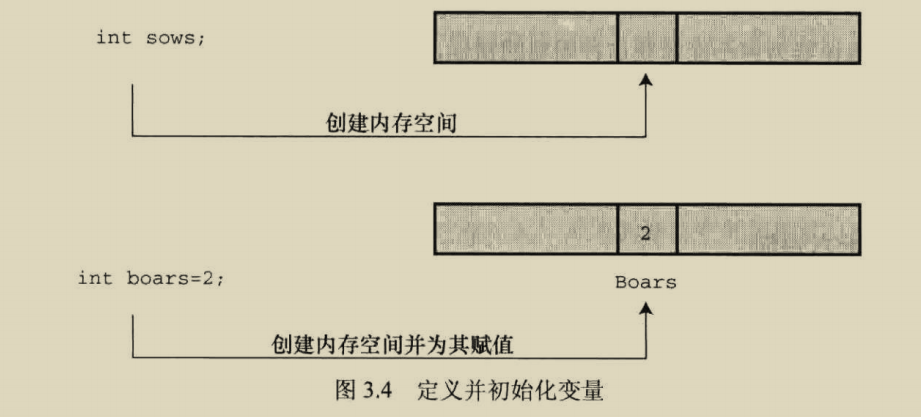 int sows;
创建内存空间
2
int boars=2;
Boars
创建内存空间并为其赋值
图 3.4 定义并初始化变量